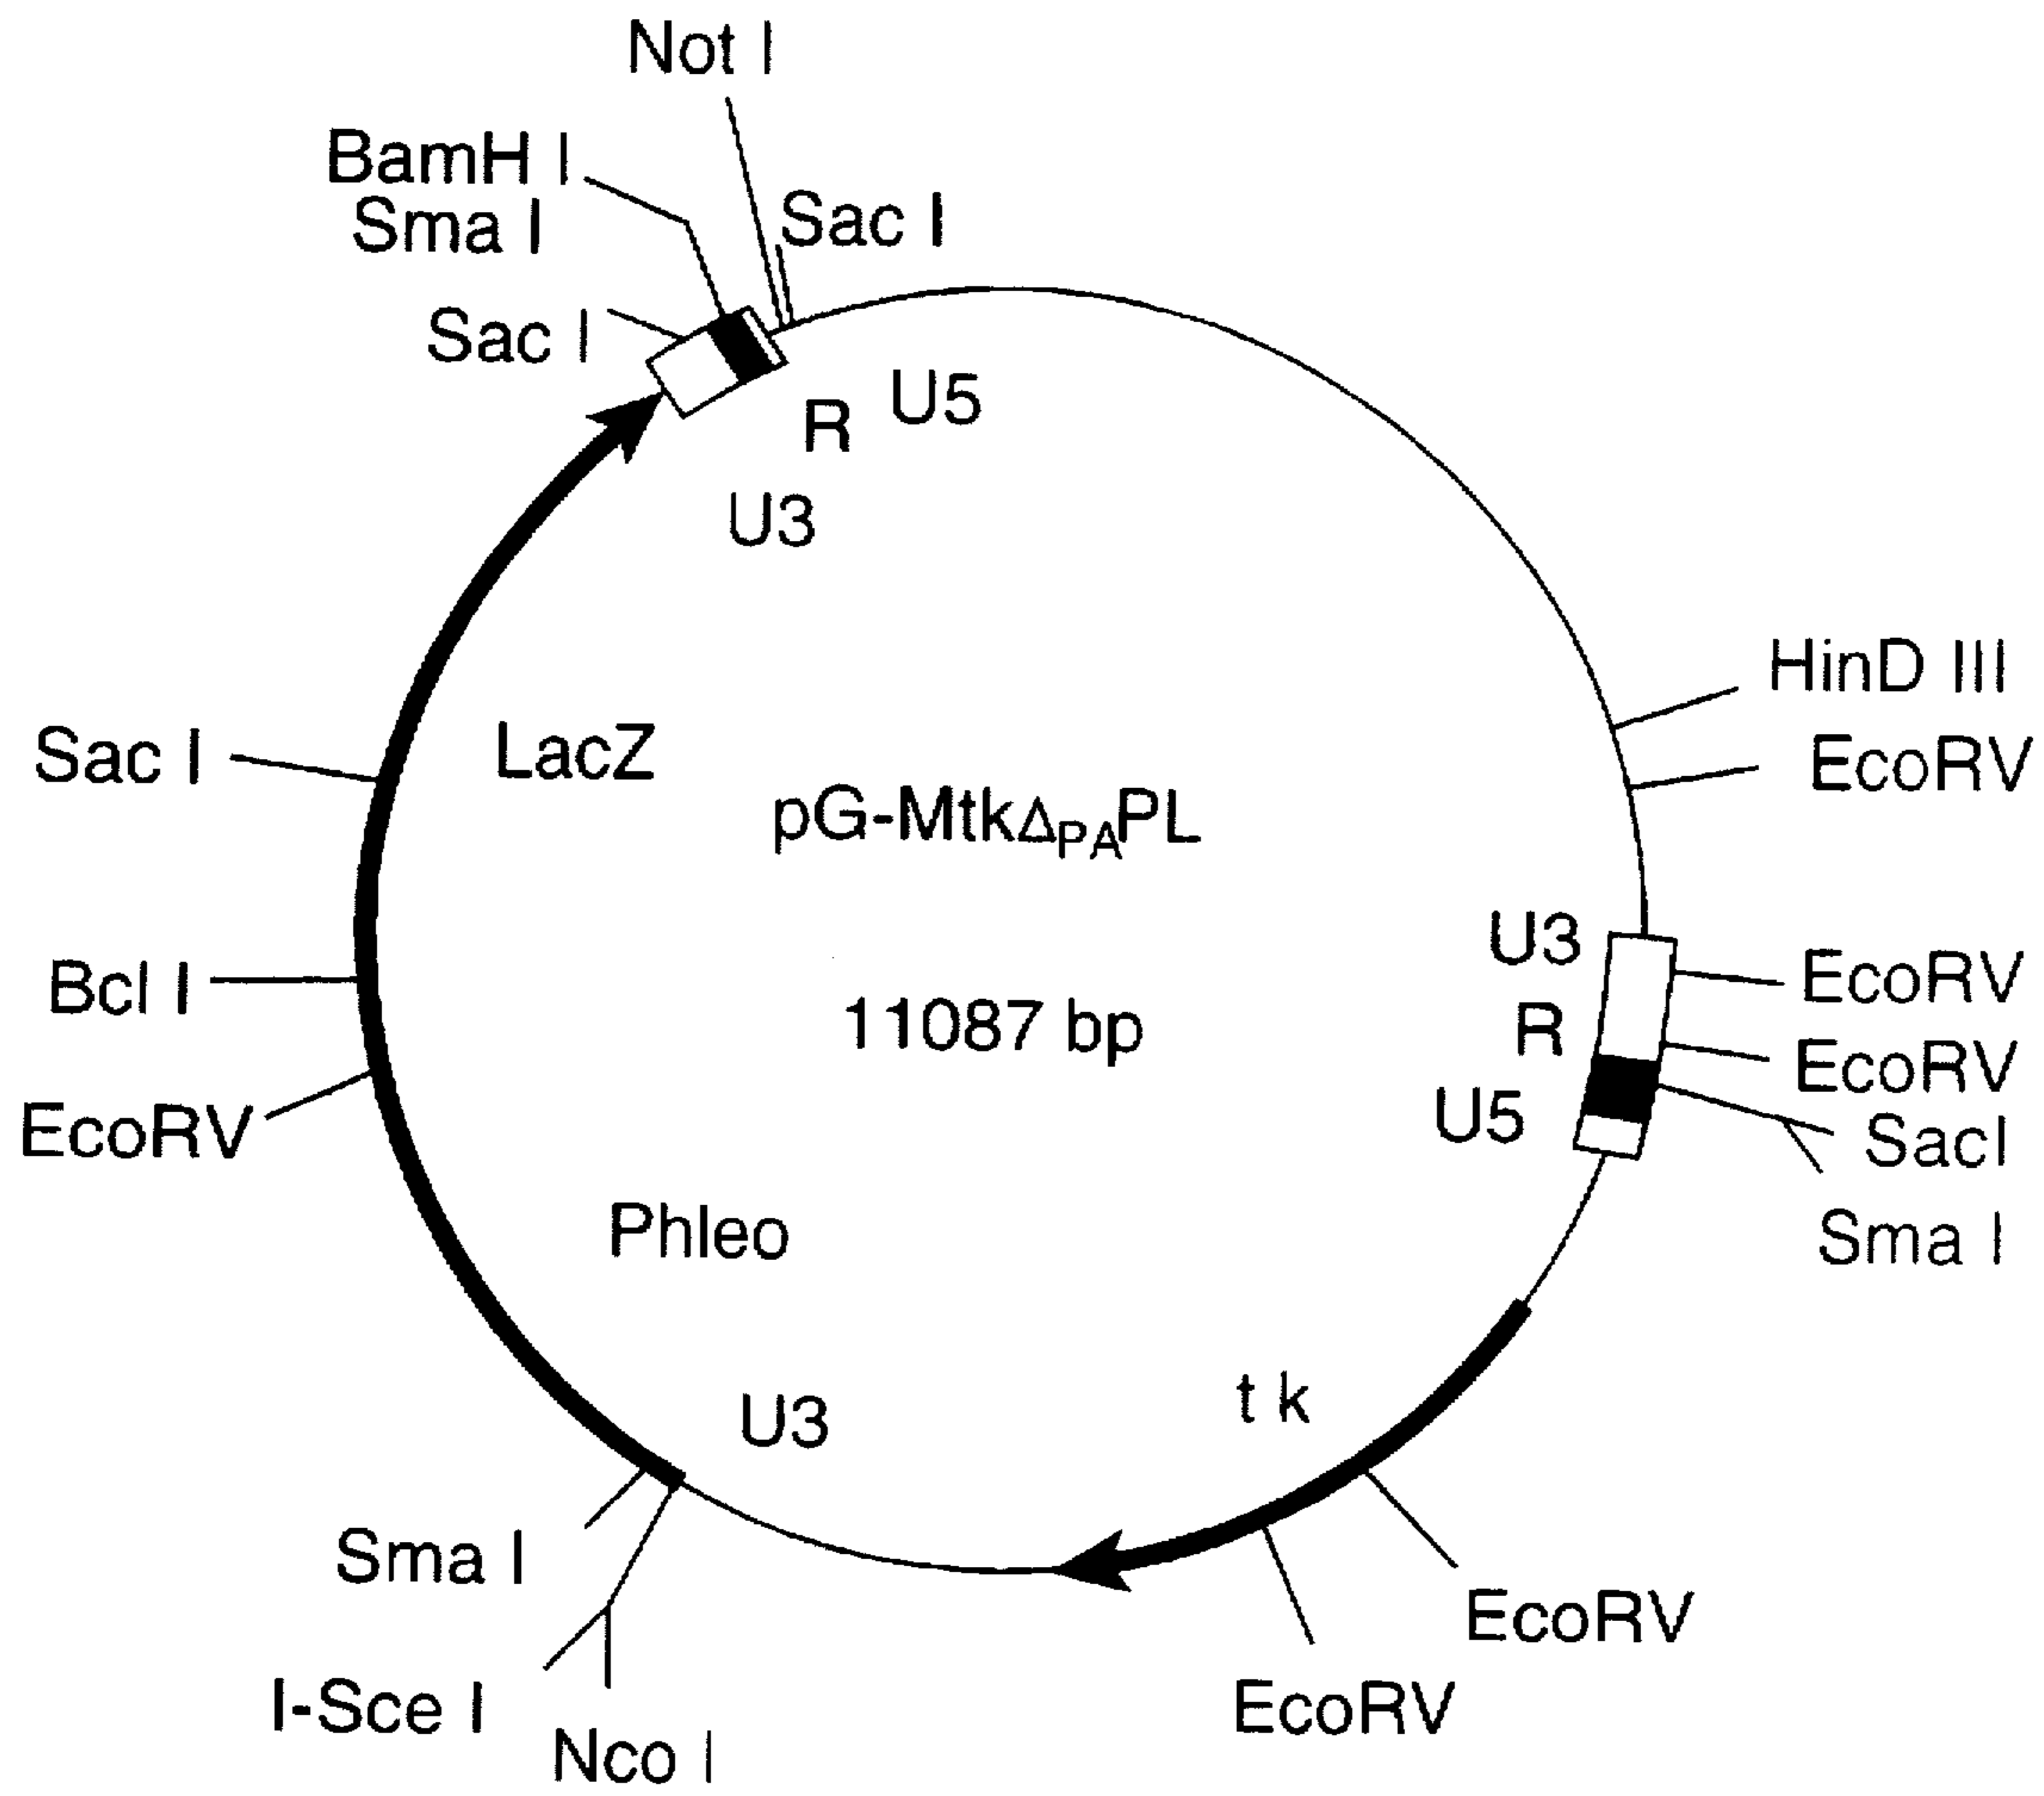 Not I
BamH I
Sma I
Sac I
Sac I
R
U5
U3
HinD III
EcoRV
Sac I
LacZ
pG-MtkΔPAPL
U3
EcoRV
Bcl I
11087 bp
R
EcoRV
EcoRV
U5
SacI
Phleo
Sma I
U3
t k
Sma I
EcoRV
I-Sce I
EcoRV
Nco I